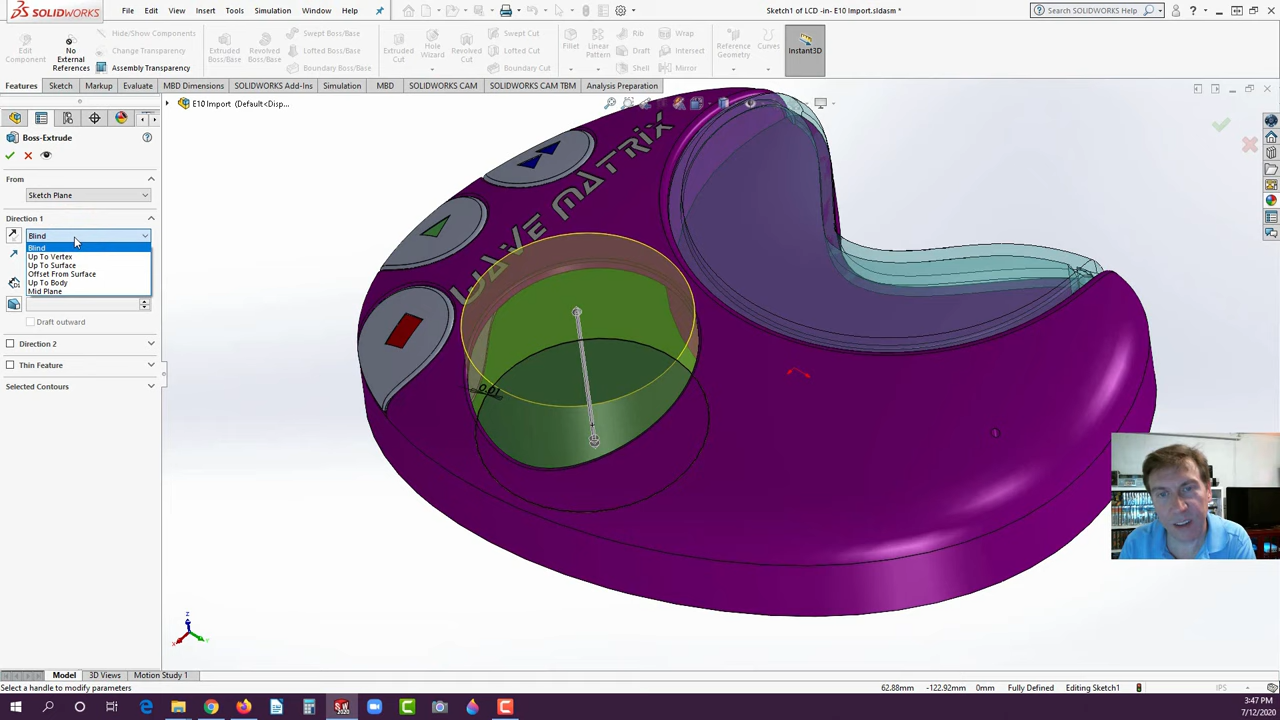 SOLIDWORKS File Edit View Insert Tools Simulation Window Help Sketch1 of LCD -in- E10 Import.sldasm * Search SOLIDWORKS Help
Edit Component No External References Hide/Show Components Change Transparency Assembly Transparency Extruded Boss/Base Revolved Boss/Base Swept Boss/Base Lofted Boss/Base Boundary Boss/Base Extruded Cut Hole Wizard Revolved Cut Swept Cut Lofted Cut Boundary Cut Fillet Linear Pattern Rib Draft Shell Wrap Intersect Mirror Reference Geometry Curves Instant3D
Features Sketch Markup Evaluate MBD Dimensions SOLIDWORKS Add-Ins Simulation MBD SOLIDWORKS CAM SOLIDWORKS CAM TBM Analysis Preparation
E10 Import (Default<Disp...
Boss-Extrude
From
Sketch Plane
Direction 1
Blind
Blind
Up To Vertex
Up To Surface
Offset From Surface
Up To Body
Mid Plane
Draft outward
Direction 2
Thin Feature
Selected Contours
WAVE MATRIX
0.01
Z
X
Y
Model 3D Views Motion Study 1
Select a handle to modify parameters 62.88mm -122.92mm 0mm Fully Defined Editing Sketch1 IPS
3:47 PM
7/12/2020